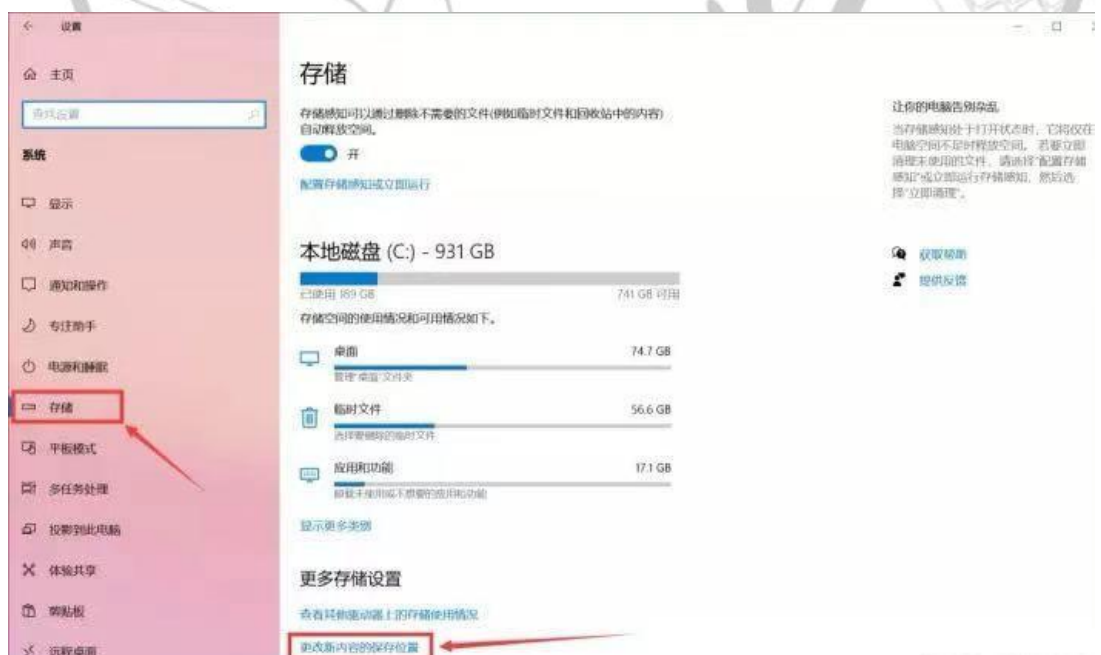 设置
主页
查找设置
系统
显示
声音
通知和操作
专注助手
电源和睡眠
存储
平板模式
多任务处理
投影到此电脑
体验共享
剪贴板
远程桌面
存储
存储感知可以通过删除不需要的文件(例如临时文件和回收站中的内容)
自动释放空间。
开
配置存储感知或立即运行
本地磁盘 (C:) - 931 GB
已使用 189 GB
741 GB 可用
存储空间的使用情况和可用情况如下。
桌面
74.7 GB
管理"桌面"文件夹
临时文件
56.6 GB
选择要删除的临时文件
应用和功能
17.1 GB
卸载未使用或不想要的应用和功能
显示更多类别
更多存储设置
查看其他驱动器上的存储使用情况
更改新内容的保存位置
让你的电脑告别杂乱
当存储感知处于打开状态时，它将仅在
电脑空间不足时释放空间。若要立即
清理未使用的文件，请选择"配置存储
感知"或立即运行存储感知，然后选
择"立即清理"。
获取帮助
提供反馈